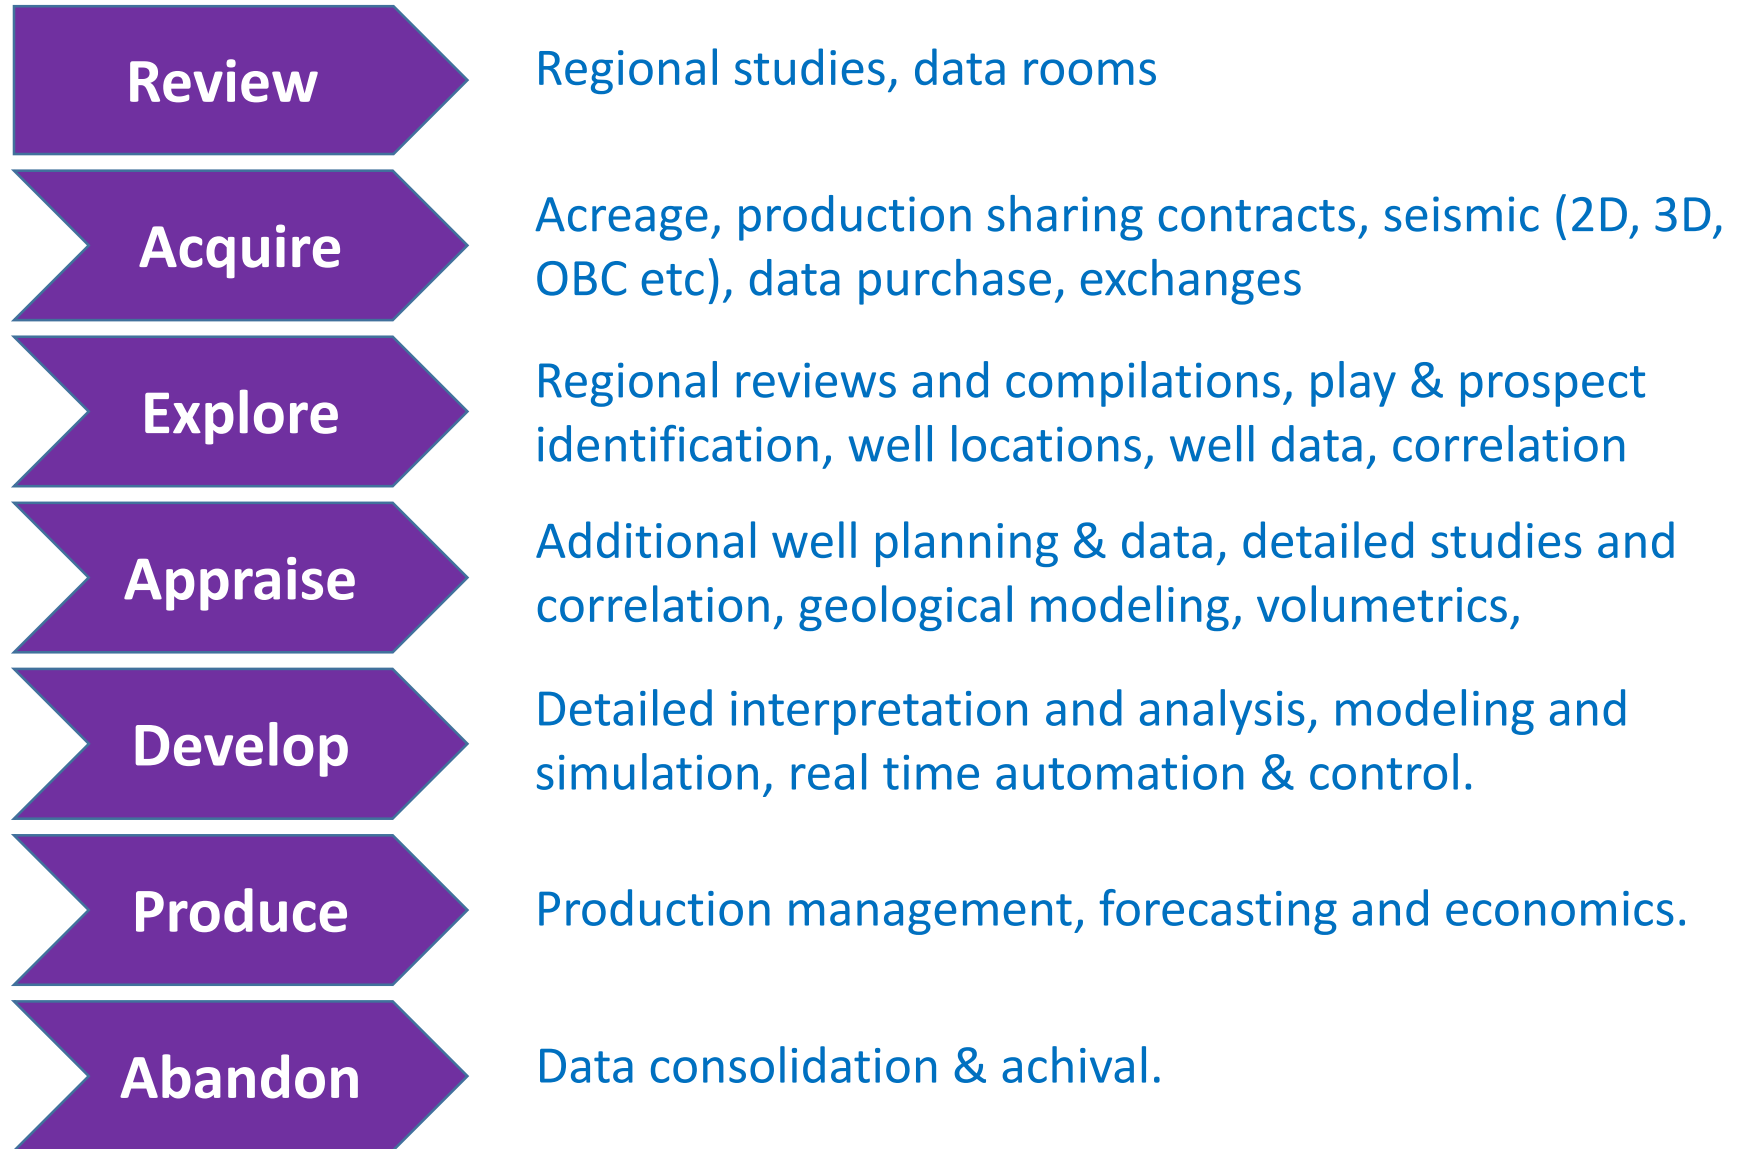 Review
Regional studies, data rooms
Acquire
Acreage, production sharing contracts, seismic (2D, 3D,
OBC etc), data purchase, exchanges
Explore
Regional reviews and compilations, play & prospect
identification, well locations, well data, correlation
Appraise
Additional well planning & data, detailed studies and
correlation, geological modeling, volumetrics,
Develop
Detailed interpretation and analysis, modeling and
simulation, real time automation & control.
Produce
Production management, forecasting and economics.
Abandon
Data consolidation & achival.